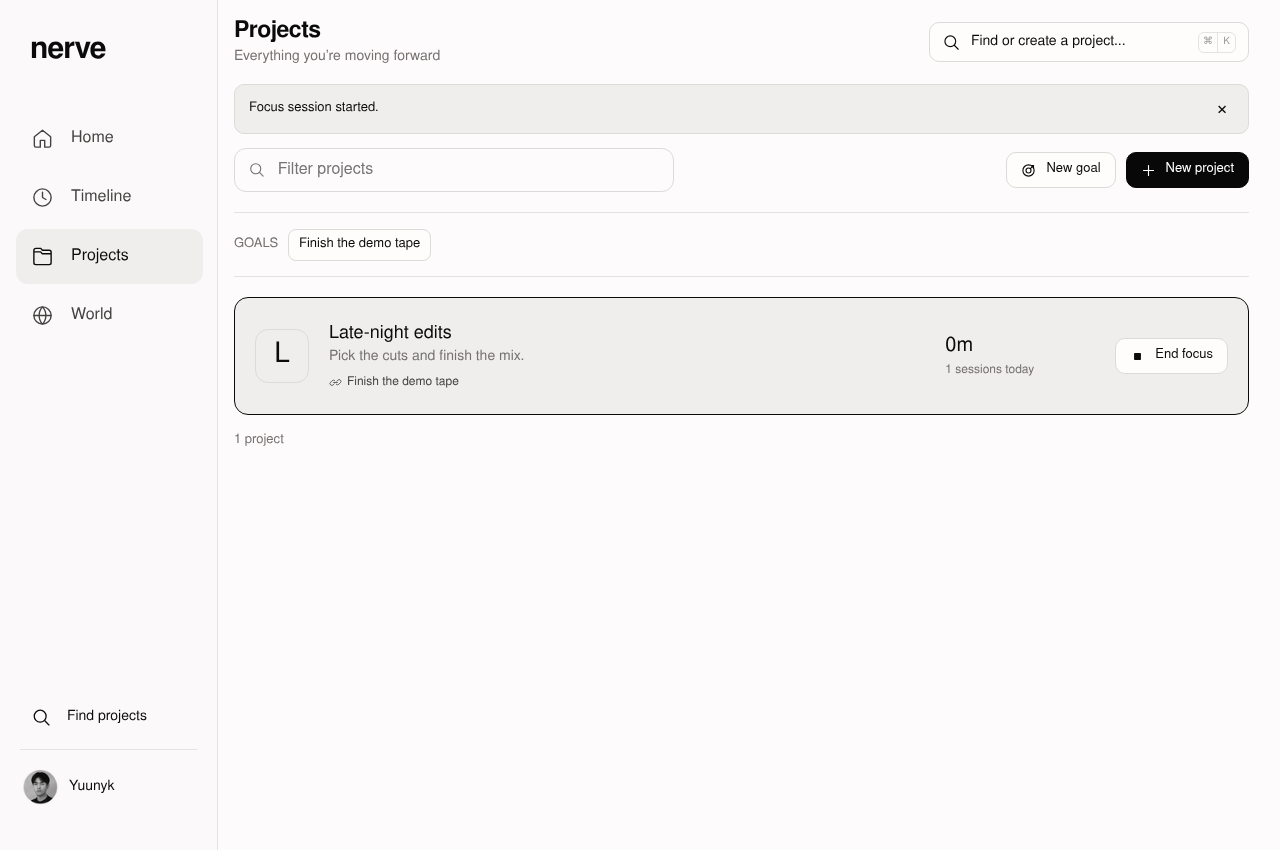 nerve
Home
Timeline
Projects
World
Find projects
Yuunyk
Projects
Everything you're moving forward
Find or create a project...
⌘ K
Focus session started.
Filter projects
New goal
New project
GOALS
Finish the demo tape
L
Late-night edits
Pick the cuts and finish the mix.
Finish the demo tape
0m
1 sessions today
End focus
1 project